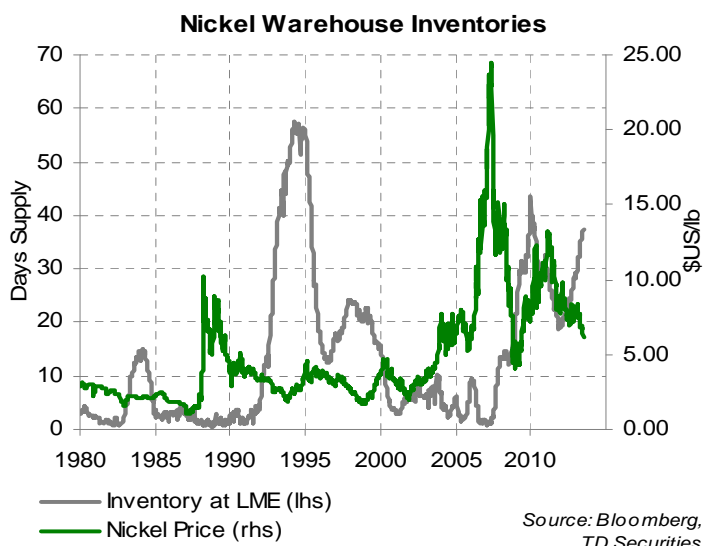 Nickel Warehouse Inventories
70
60
50
40
30
20
10
0
Days Supply
25.00
20.00
15.00
10.00
5.00
0.00
$US/lb
1980 1985 1990 1995 2000 2005 2010
Inventory at LME (lhs)
Nickel Price (rhs)
Source: Bloomberg,
TD Securities